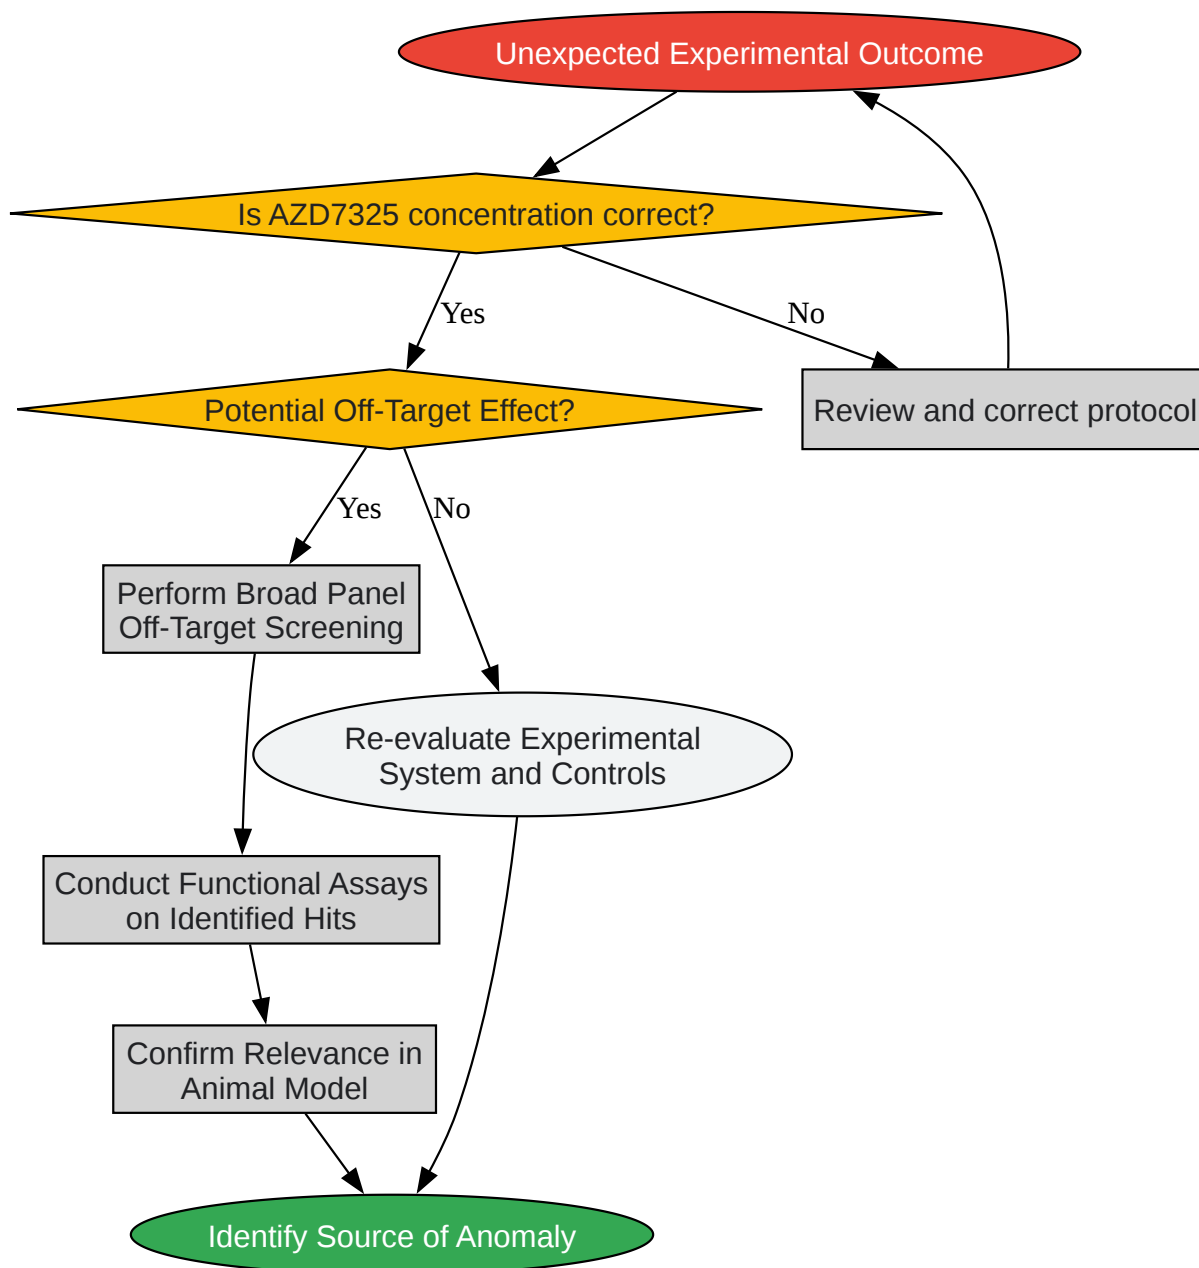 Unexpected Experimental Outcome
Is AZD7325 concentration correct?
Yes
No
Potential Off-Target Effect?
Review and correct protocol
Yes
No
Perform Broad Panel
Off-Target Screening
Re-evaluate Experimental
System and Controls
Conduct Functional Assays
on Identified Hits
Confirm Relevance in
Animal Model
Identify Source of Anomaly